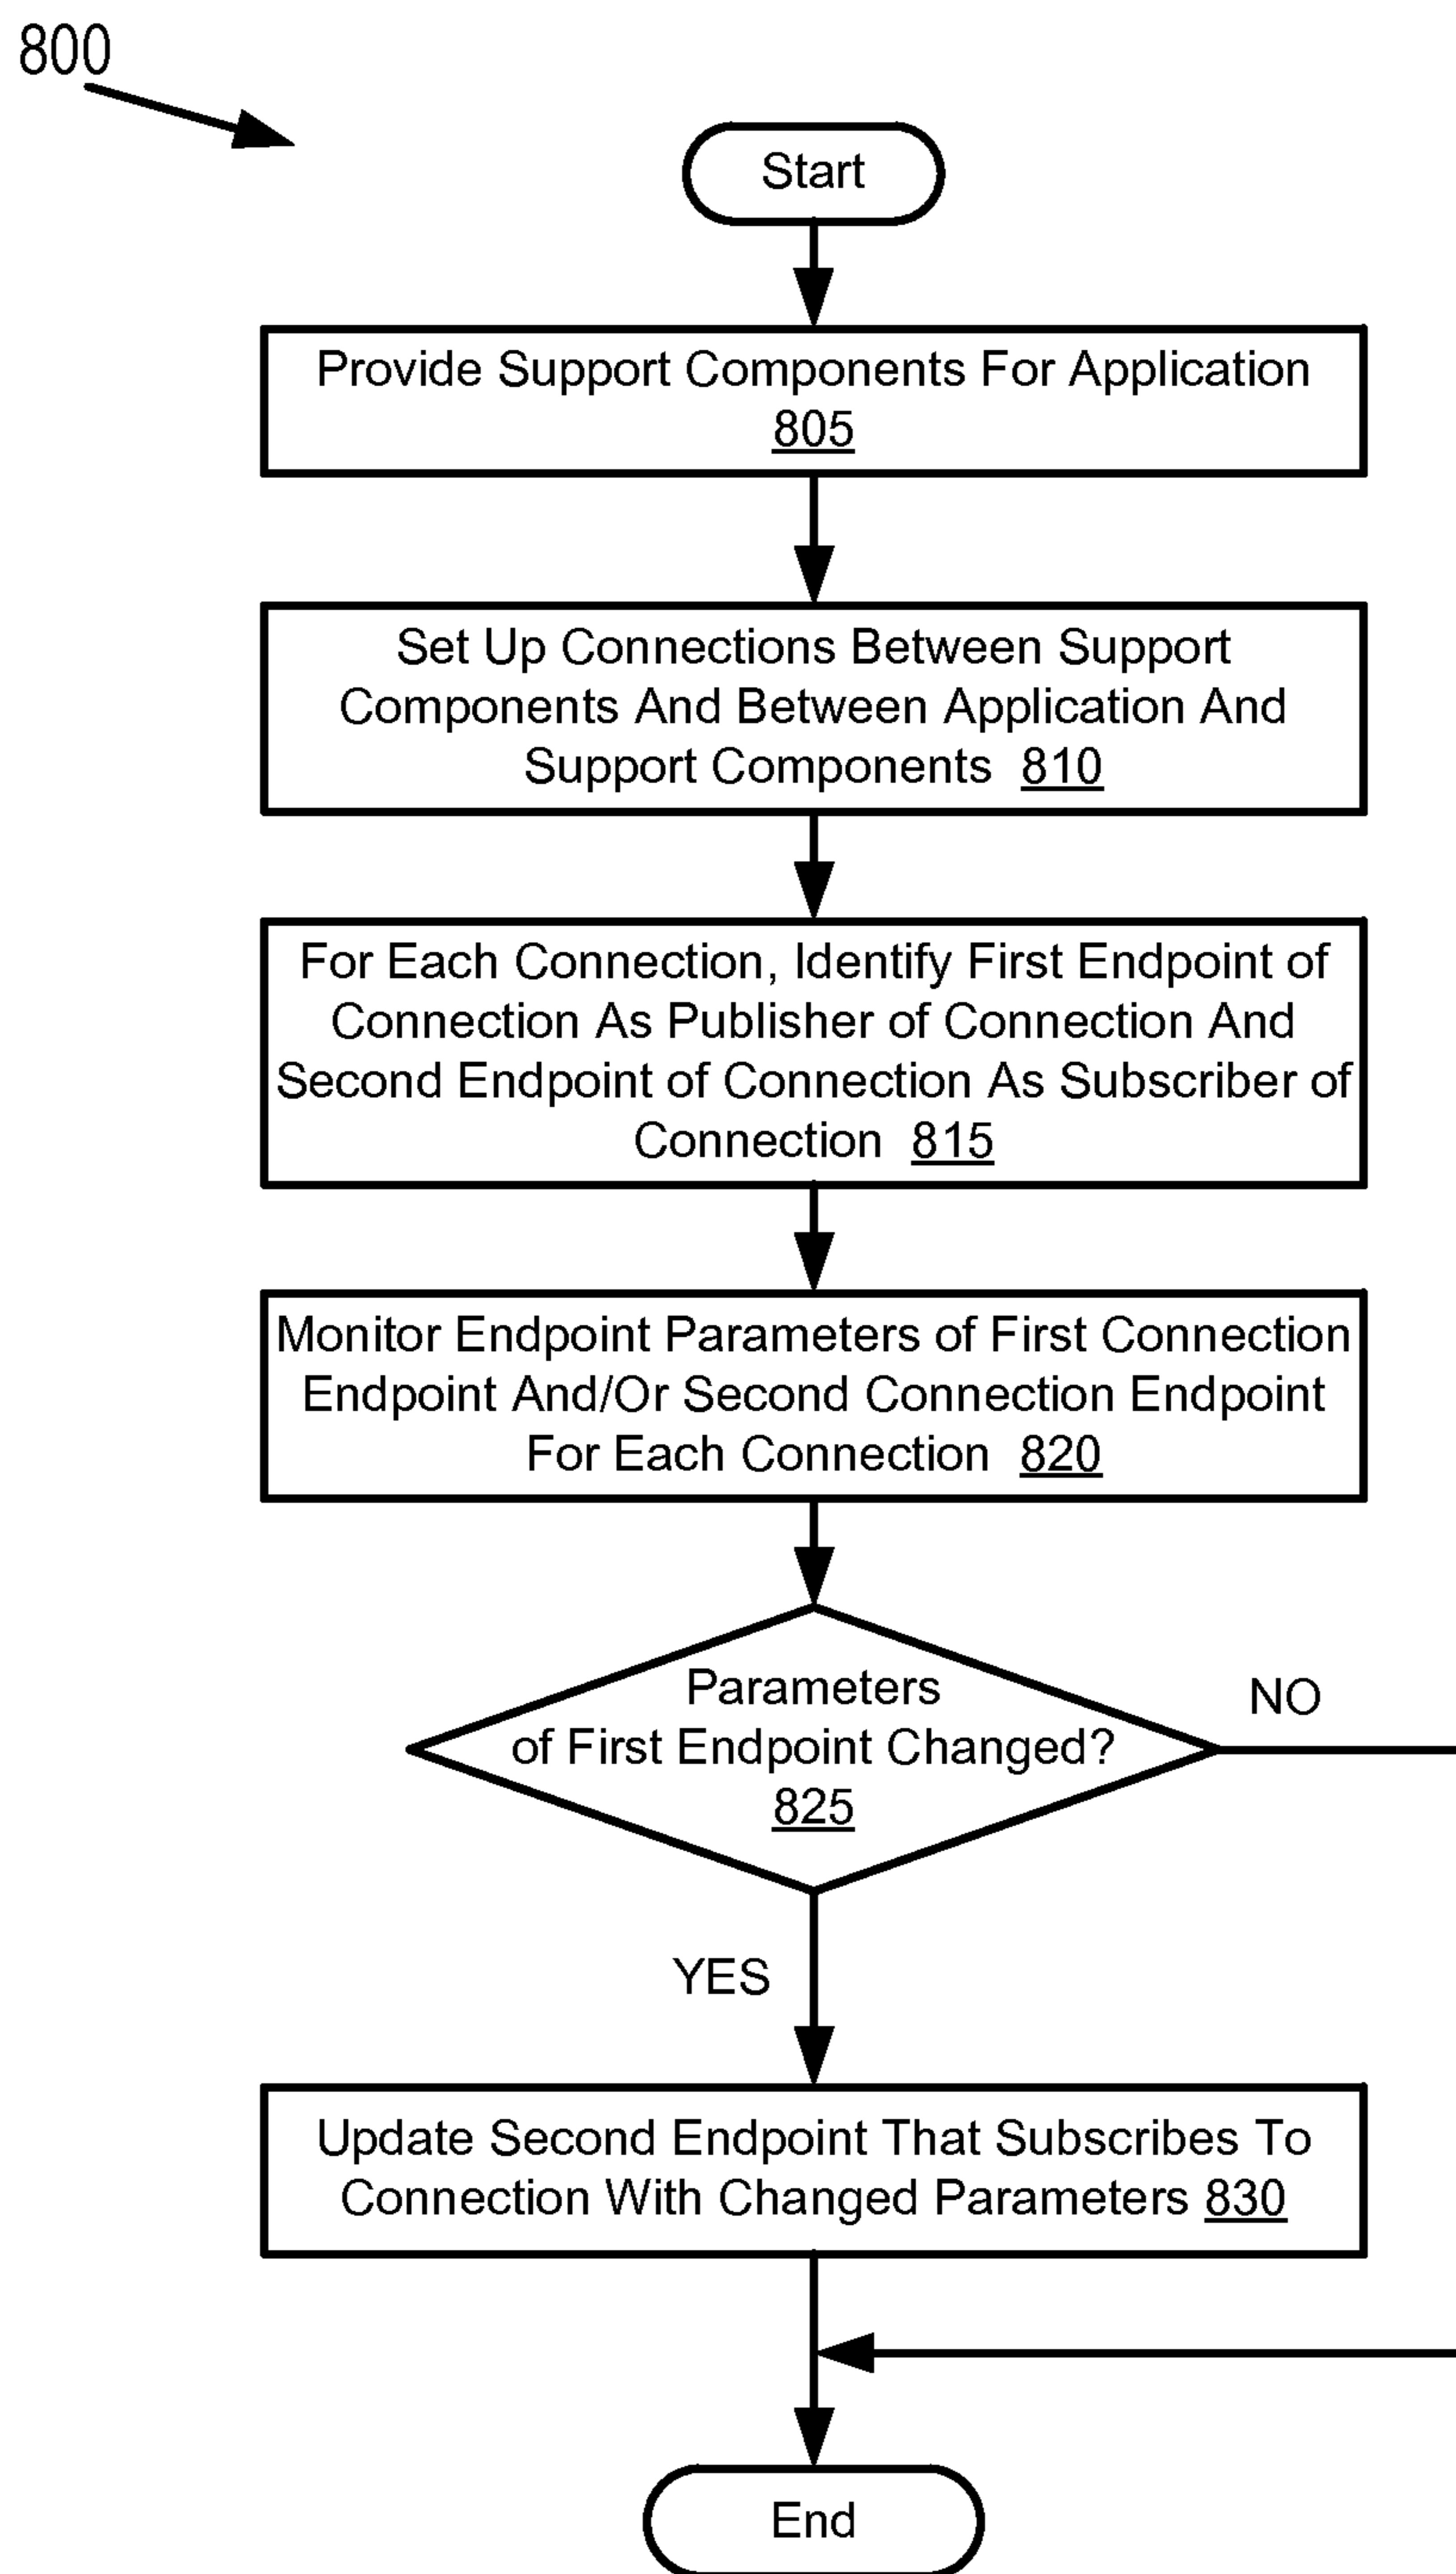 800
Start
Provide Support Components For Application
805
Set Up Connections Between Support
Components And Between Application And
Support Components 810
For Each Connection, Identify First Endpoint of
Connection As Publisher of Connection And
Second Endpoint of Connection As Subscriber of
Connection 815
Monitor Endpoint Parameters of First Connection
Endpoint And/Or Second Connection Endpoint
For Each Connection 820
Parameters
of First Endpoint Changed?
825
NO
YES
Update Second Endpoint That Subscribes To
Connection With Changed Parameters 830
End